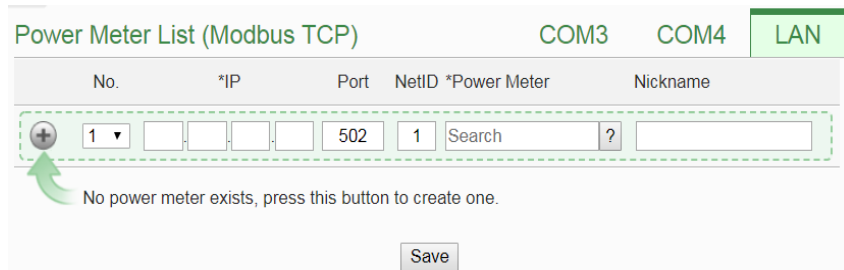 Power Meter List (Modbus TCP) COM3 COM4 LAN
No. *IP Port NetID *Power Meter Nickname
1 . . . 502 1 Search ?
No power meter exists, press this button to create one.
Save